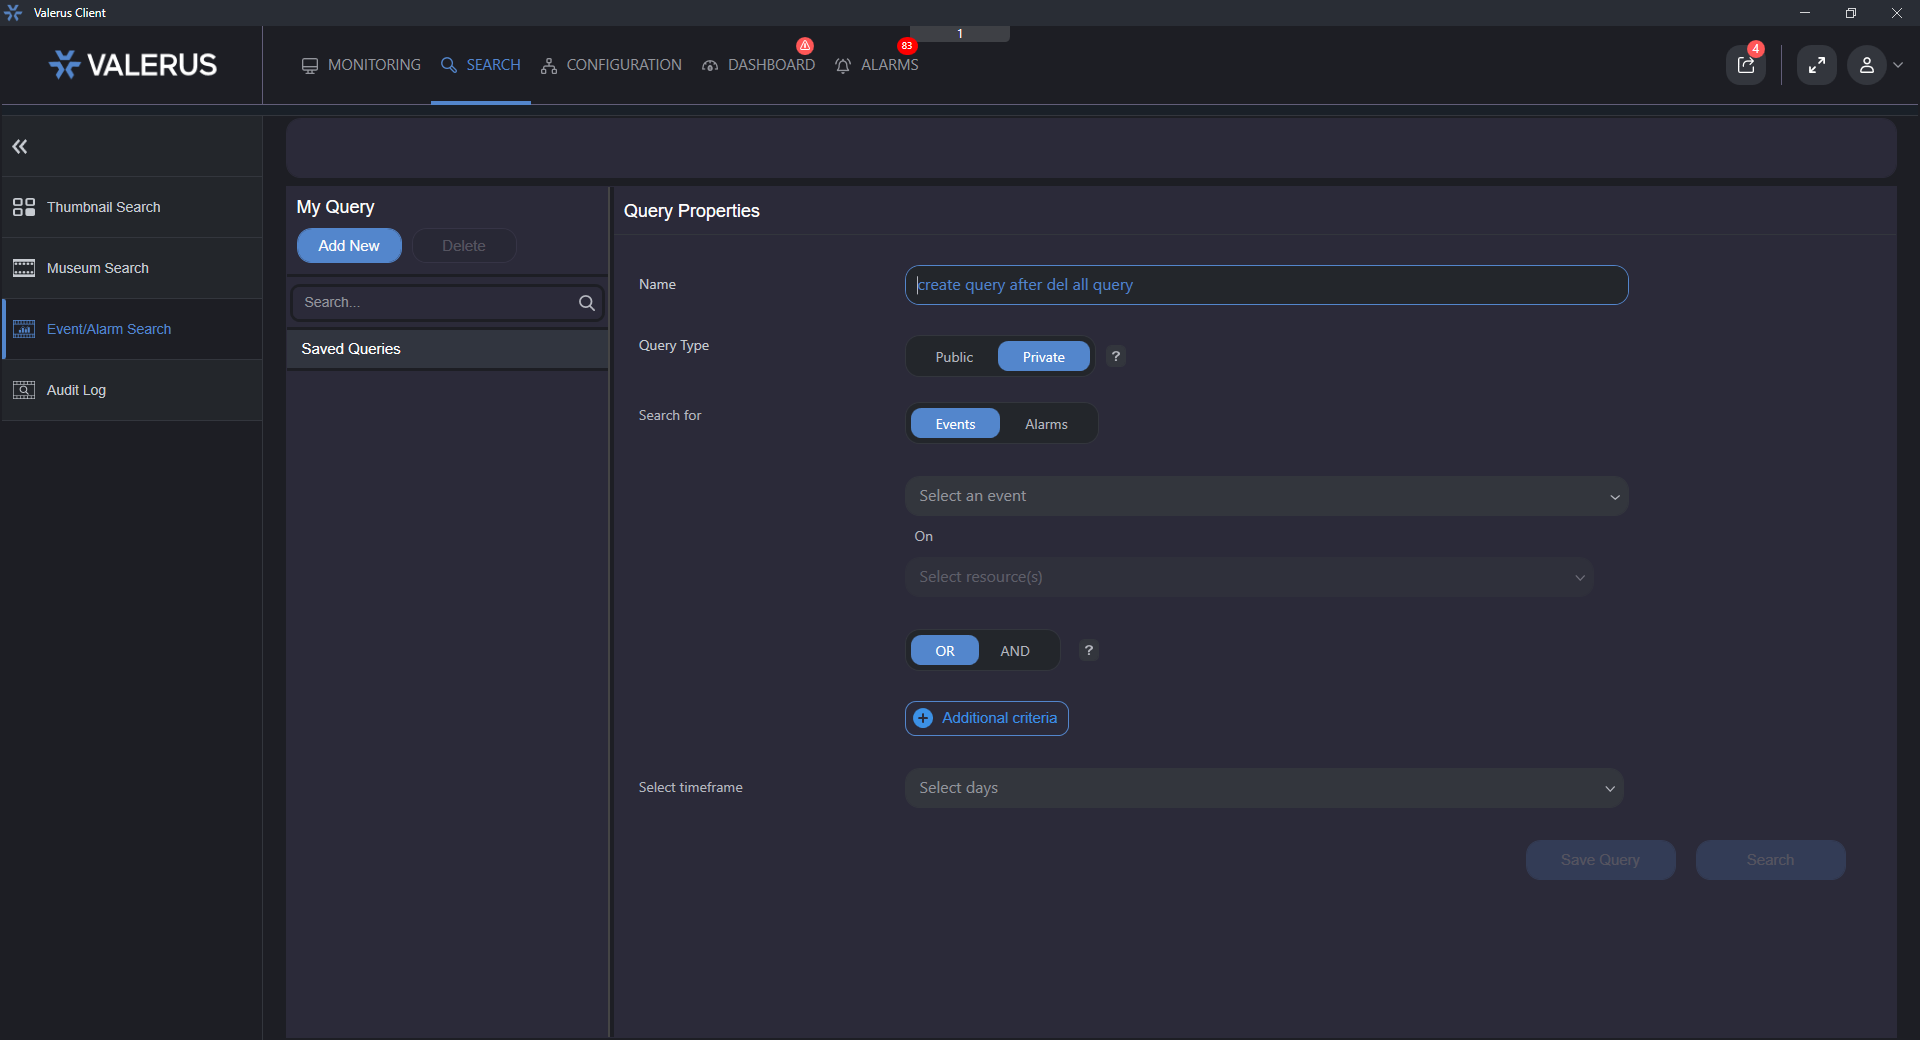 Valerus Client
1
VALERUS
MONITORING
SEARCH
CONFIGURATION
DASHBOARD
83
ALARMS
4
Thumbnail Search
Museum Search
Event/Alarm Search
Audit Log
My Query
Add New
Delete
Search...
Saved Queries
Query Properties
Name
create query after del all query
Query Type
Public
Private
?
Search for
Events
Alarms
Select an event
On
Select resource(s)
OR
AND
?
Additional criteria
Select timeframe
Select days
Save Query
Search